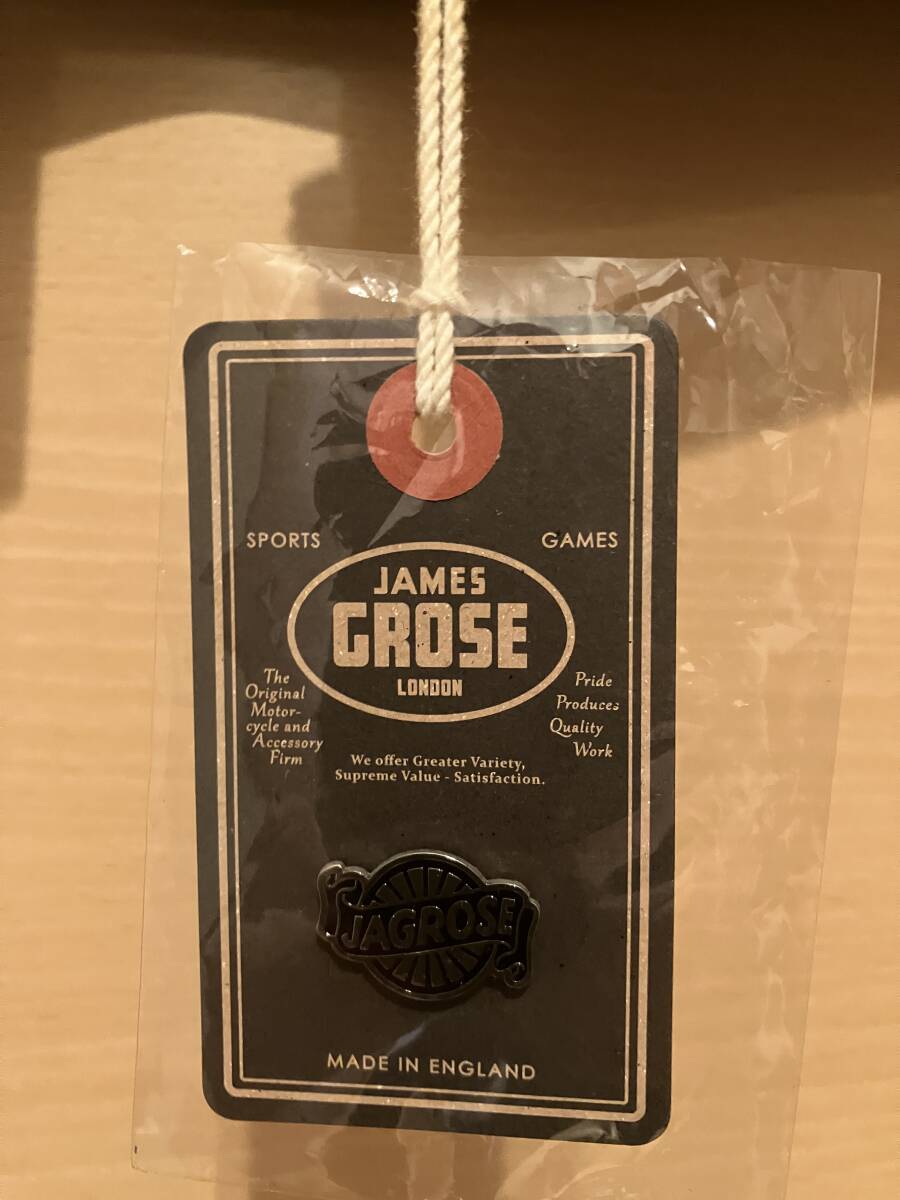 SPORTS
GAMES
JAMES
GROSE
LONDON
The
Original
Motor-
cycle and
Accessory
Firm
Pride
Produces
Quality
Work
We offer Greater Variety,
Supreme Value - Satisfaction.
JAGROSE
MADE IN ENGLAND